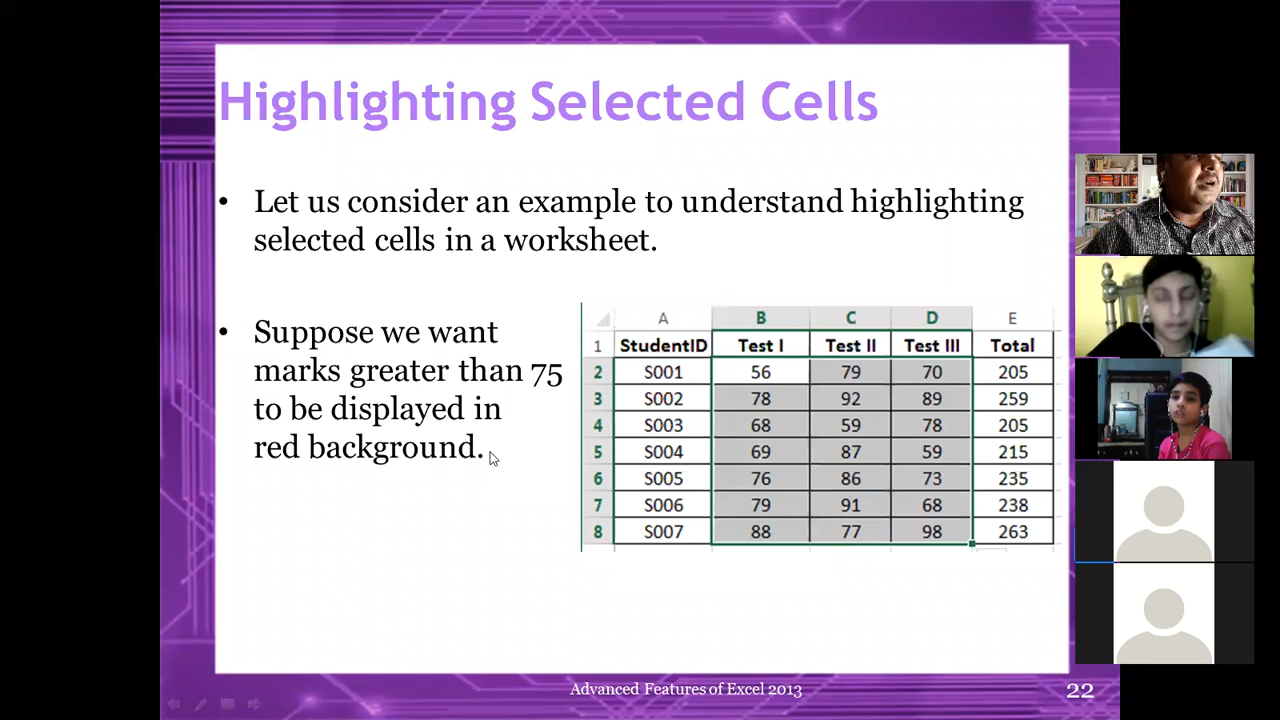 Highlighting Selected Cells
• Let us consider an example to understand highlighting
selected cells in a worksheet.
• Suppose we want
marks greater than 75
to be displayed in
red background.
A B C D E
1 StudentID Test I Test II Test III Total
2 S001 56 79 70 205
3 S002 78 92 89 259
4 S003 68 59 78 205
5 S004 69 87 59 215
6 S005 76 86 73 235
7 S006 79 91 68 238
8 S007 88 77 98 263
Advanced Features of Excel 2013
22